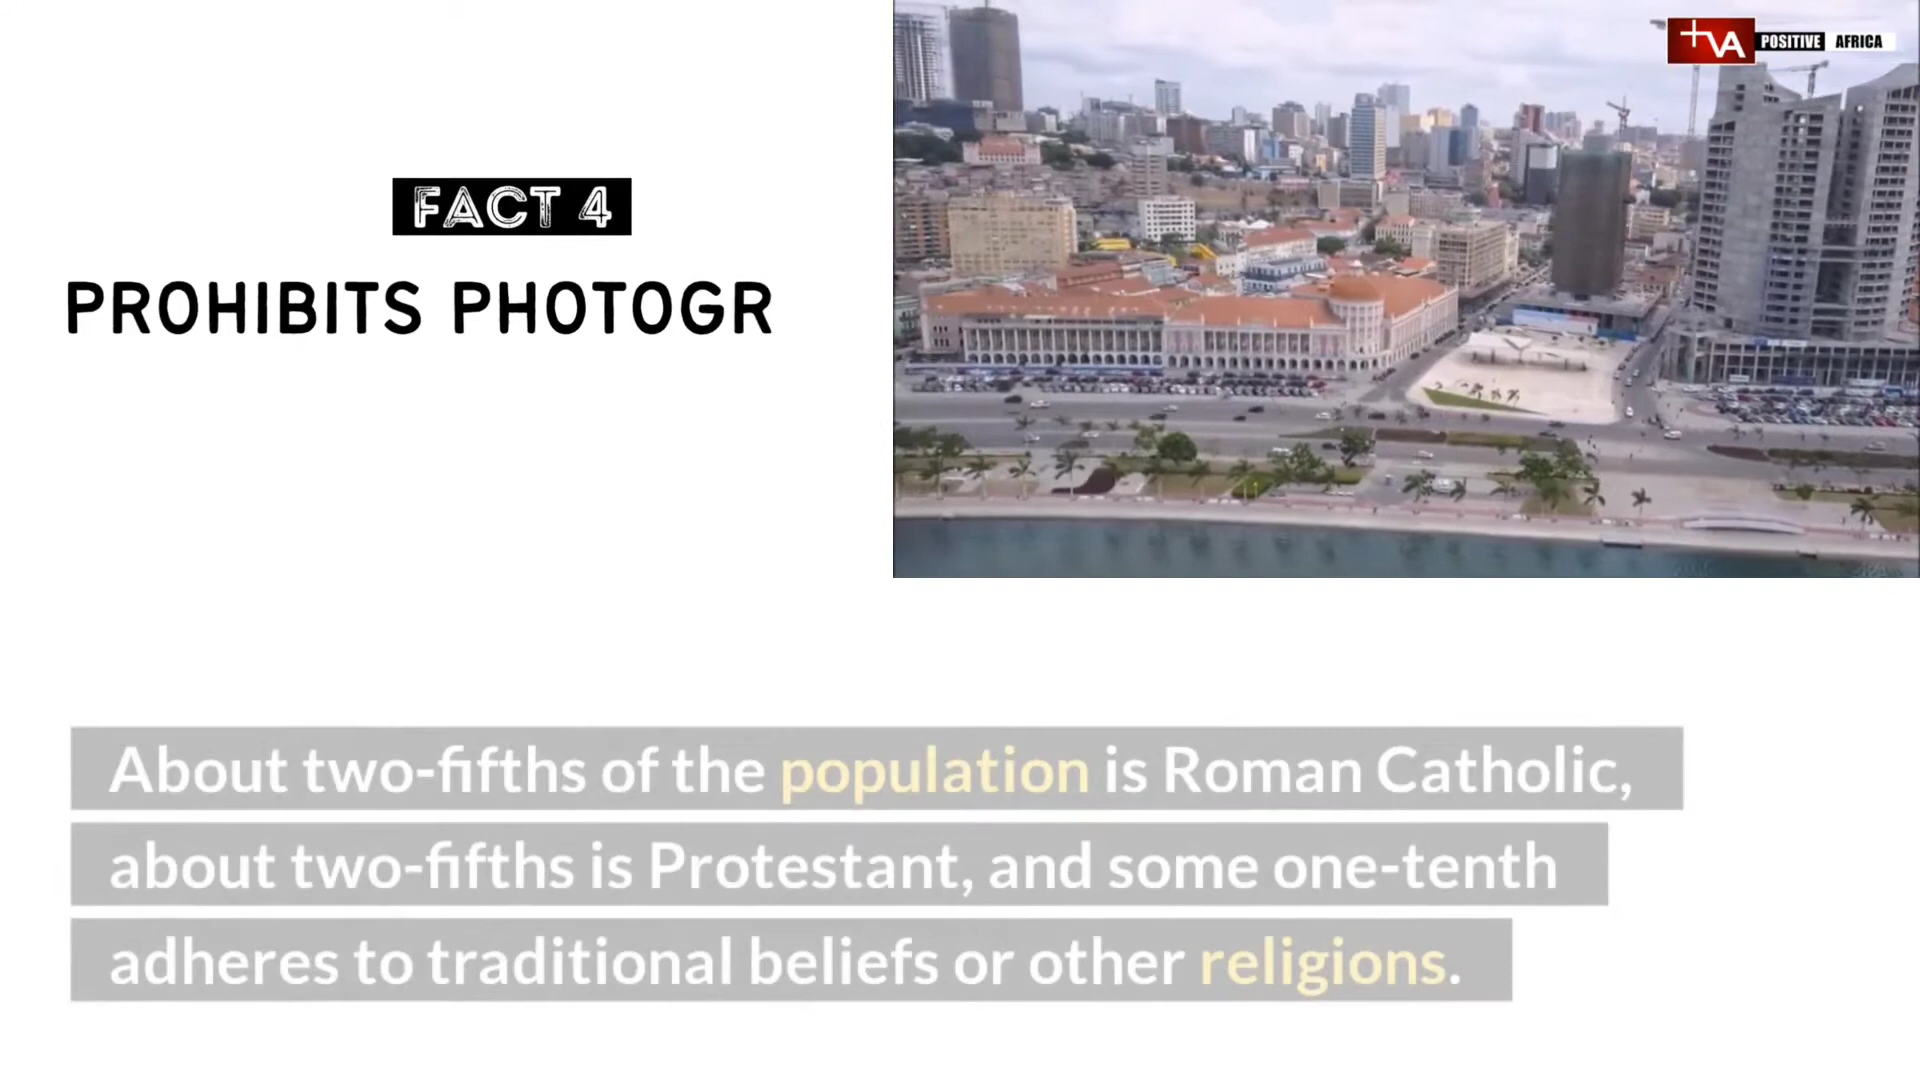 FACT 4
PROHIBITS PHOTOGR
+VA POSITIVE AFRICA
About two-fifths of the population is Roman Catholic,
about two-fifths is Protestant, and some one-tenth
adheres to traditional beliefs or other religions.